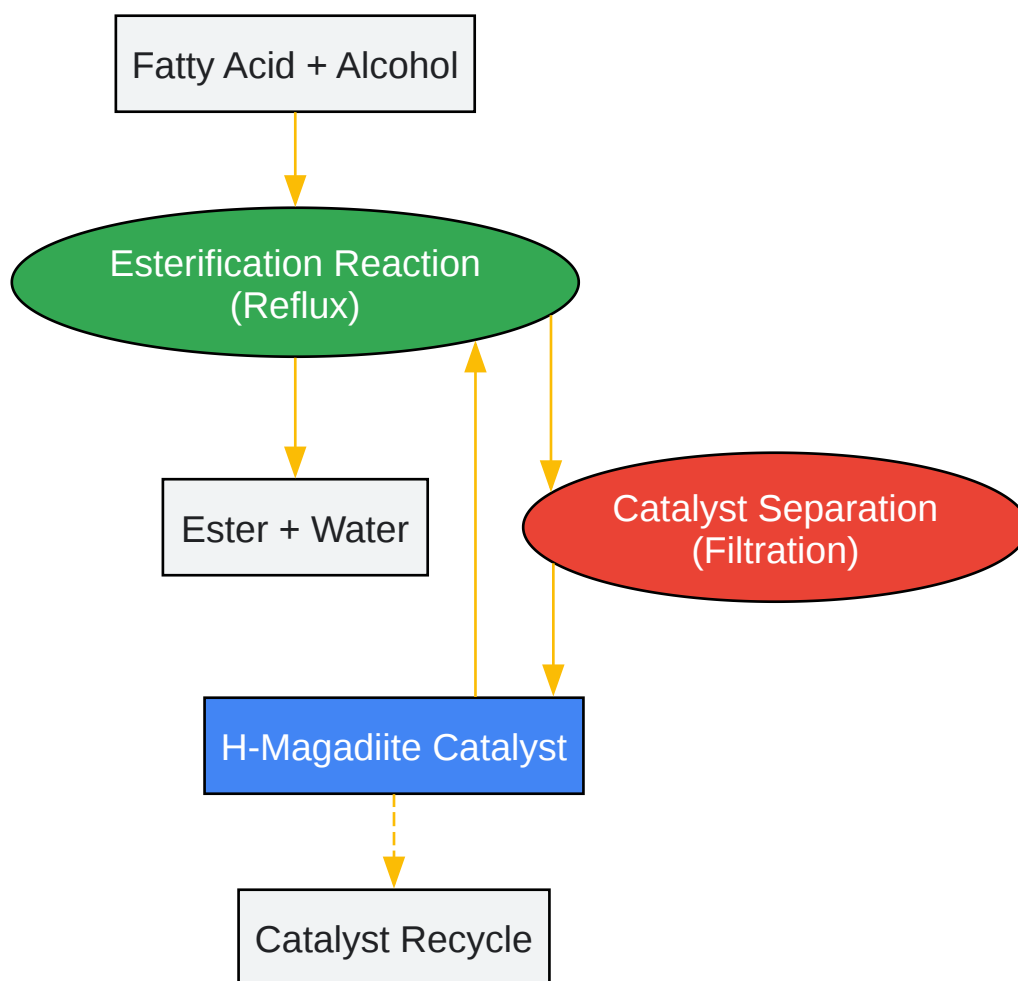 Fatty Acid + Alcohol
Esterification Reaction
(Reflux)
Ester + Water
Catalyst Separation
(Filtration)
H-Magadiite Catalyst
Catalyst Recycle